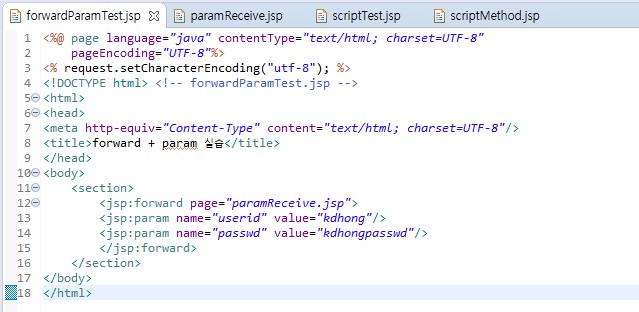 forwardParamTest.jsp paramReceive.jsp scriptTest.jsp scriptMethod.jsp
1 <%@ page language="java" contentType="text/html; charset=UTF-8"
2 pageEncoding="UTF-8"%>
3 <% request.setCharacterEncoding("utf-8"); %>
4 <!DOCTYPE html> <!-- forwardParamTest.jsp -->
5 <html>
6 <head>
7 <meta http-equiv="Content-Type" content="text/html; charset=UTF-8"/>
8 <title>forward + param 실습</title>
9 </head>
10 <body>
11 <section>
12 <jsp:forward page="paramReceive.jsp">
13 <jsp:param name="userid" value="kdhong"/>
14 <jsp:param name="passwd" value="kdhongpasswd"/>
15 </jsp:forward>
16 </section>
17 </body>
18 </html>